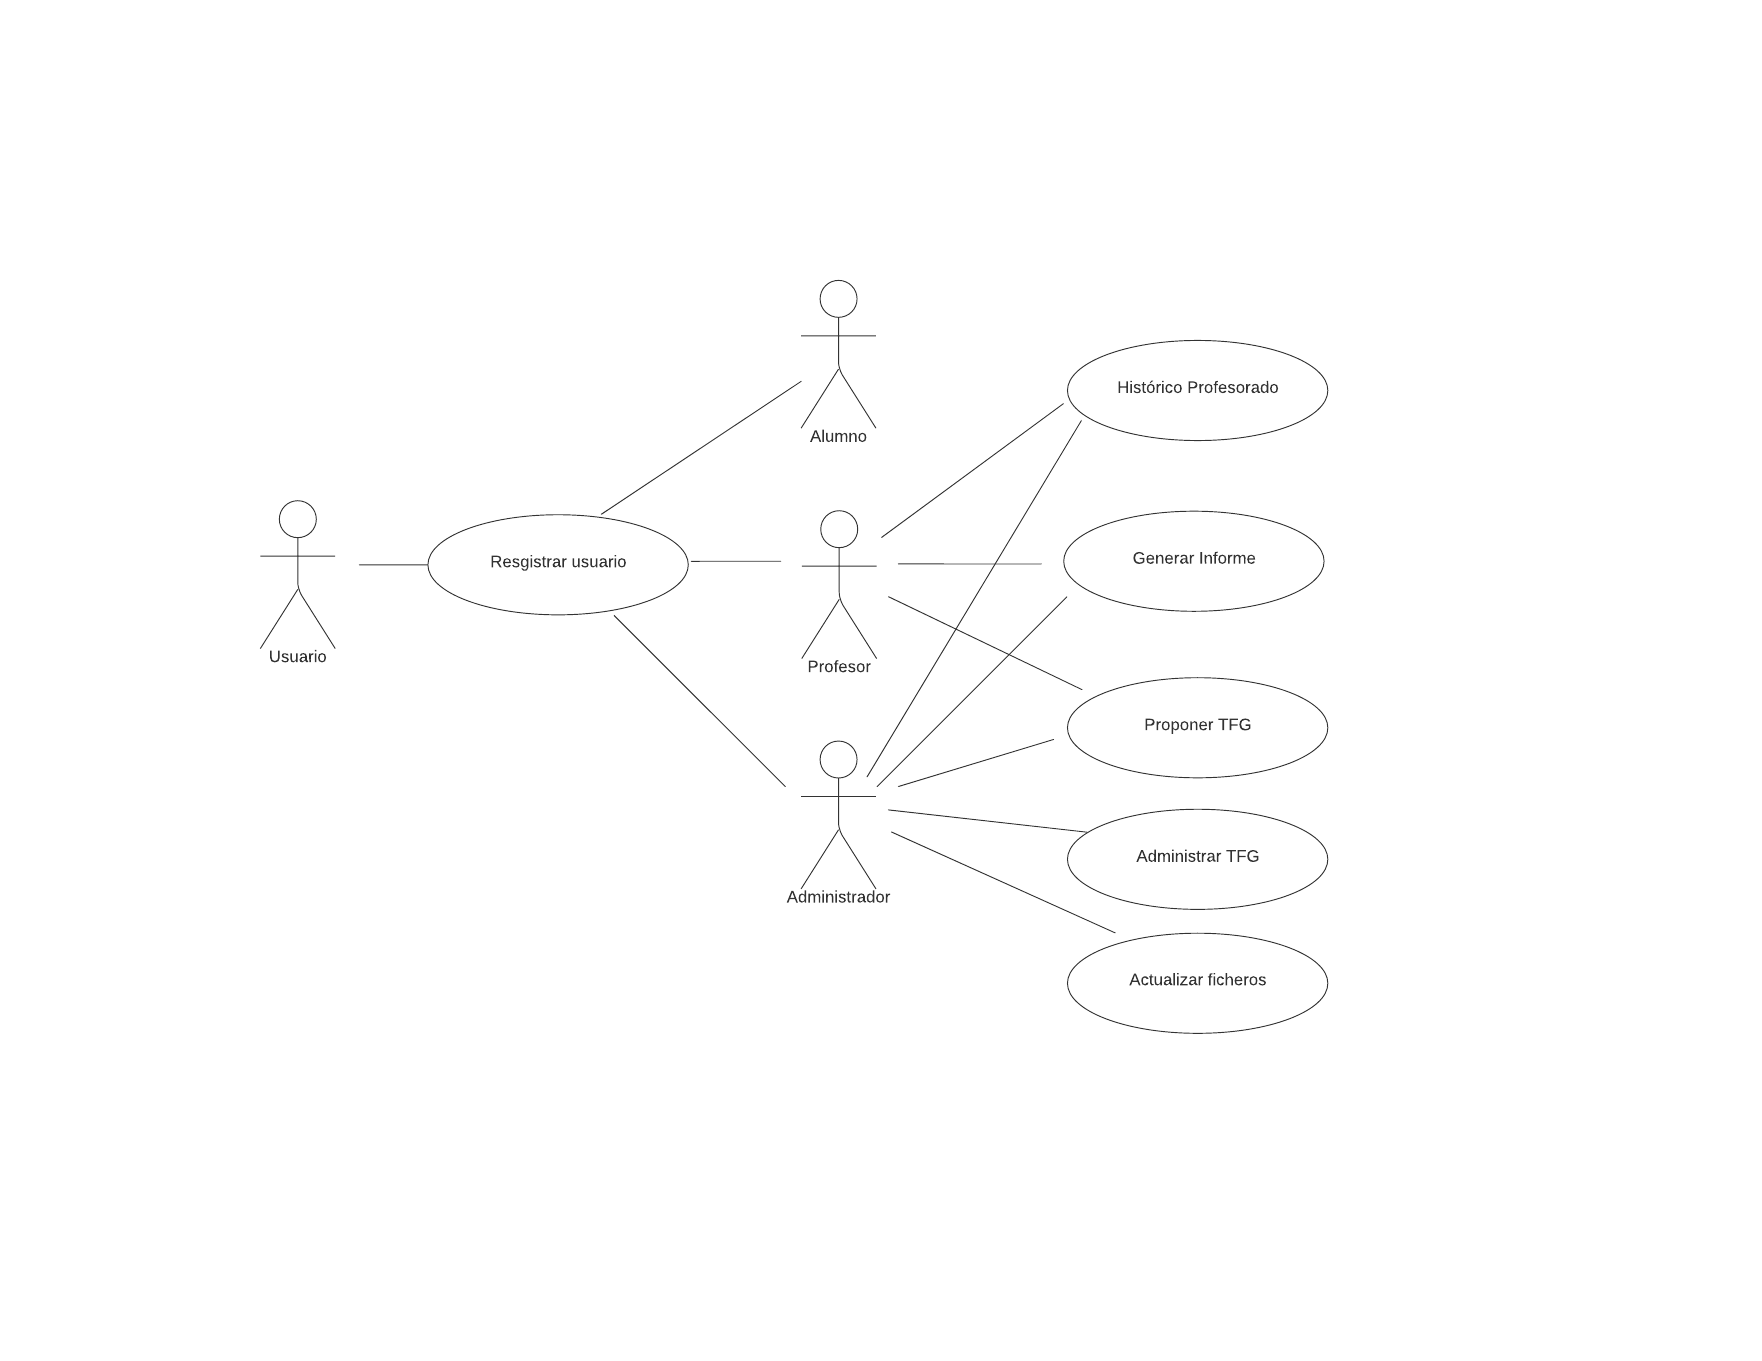 Alumno
Histórico Profesorado
Usuario
Resgistrar usuario
Profesor
Generar Informe
Proponer TFG
Administrador
Administrar TFG
Actualizar ficheros